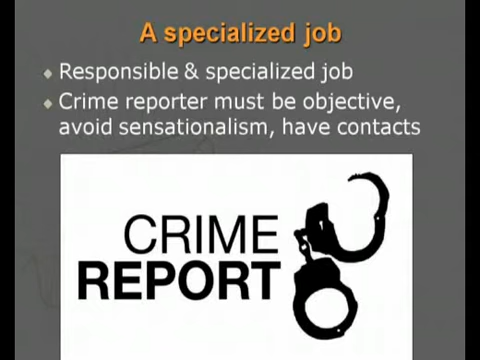 A specialized job
Responsible & specialized job
Crime reporter must be objective,
avoid sensationalism, have contacts
CRIME
REPORT